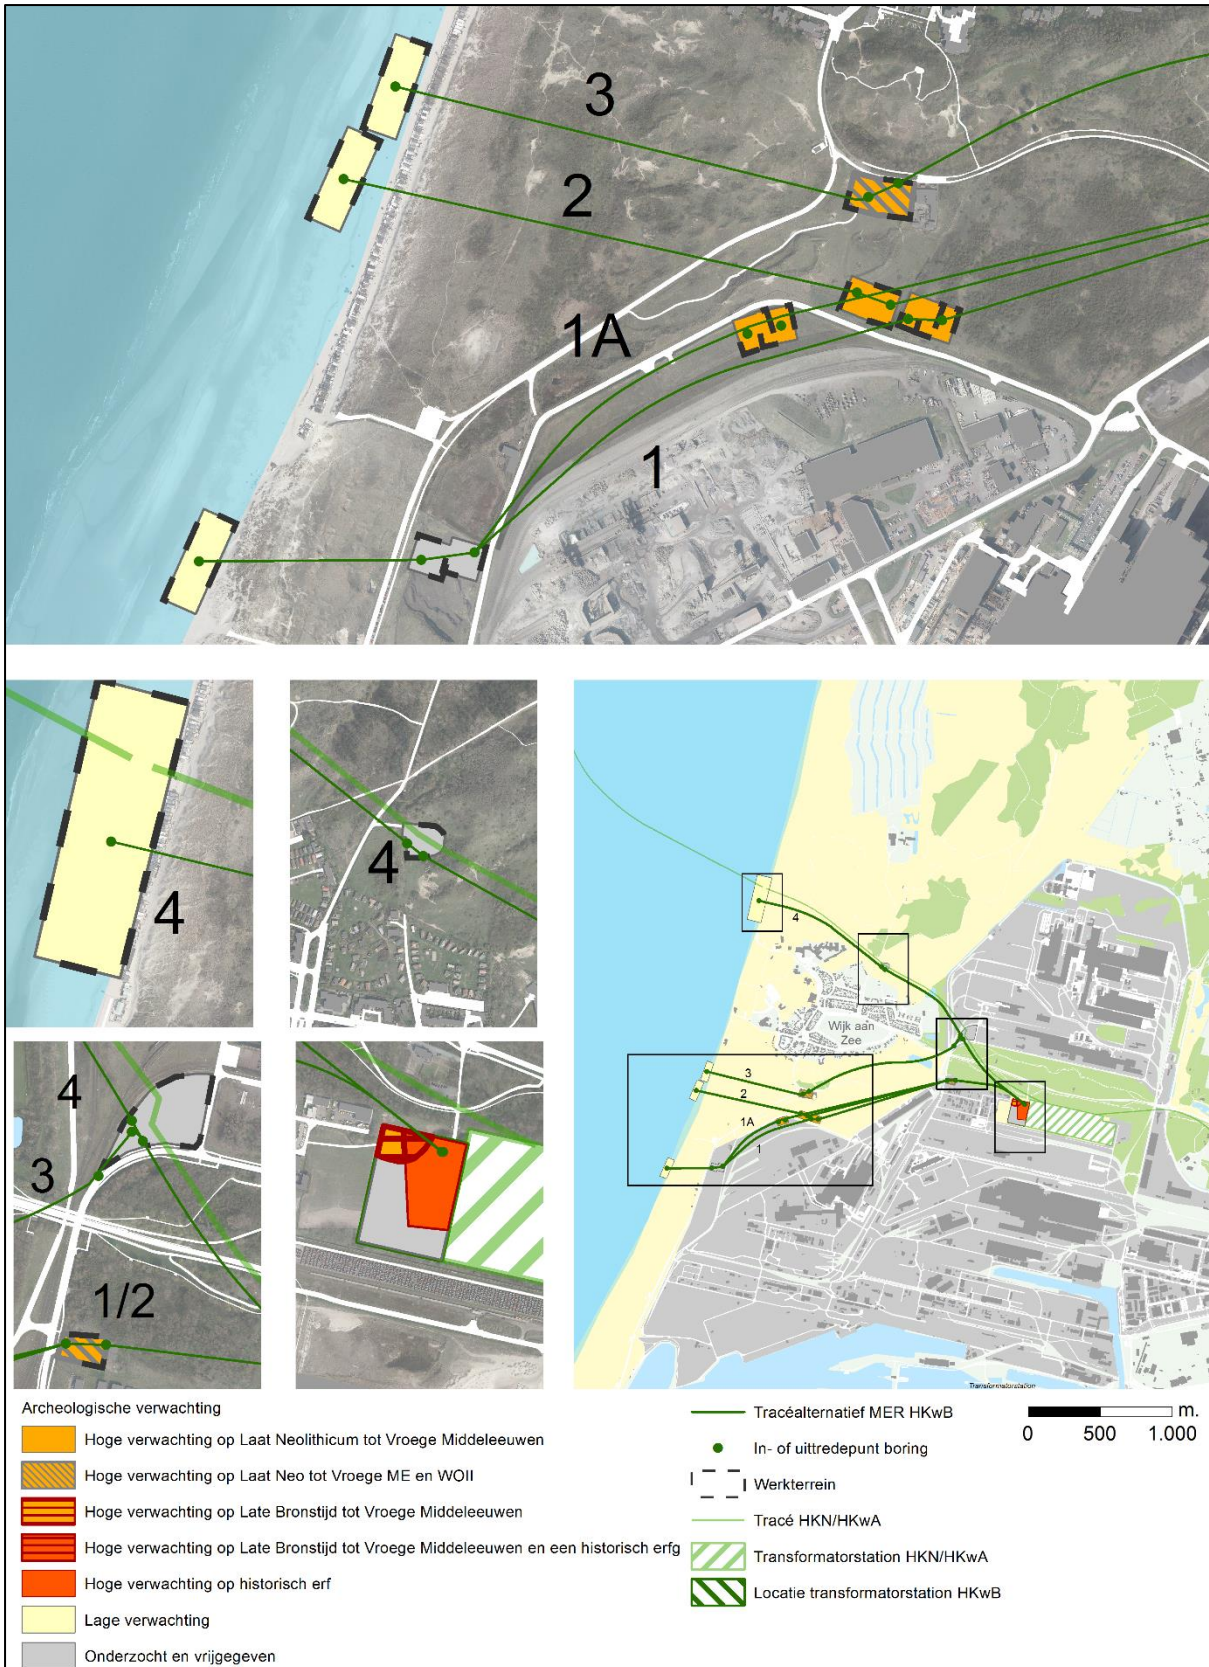 3
2
1A
1
4
4
4
3
1/2
4
Wijk aan
Zee
3
2
1A
1
Transformatorstation
Archeologische verwachting
Hoge verwachting op Laat Neolithicum tot Vroege Middeleeuwen
Hoge verwachting op Laat Neo tot Vroege ME en WOII
Hoge verwachting op Late Bronstijd tot Vroege Middeleeuwen
Hoge verwachting op Late Bronstijd tot Vroege Middeleeuwen en een historisch erfg
Hoge verwachting op historisch erf
Lage verwachting
Onderzocht en vrijgegeven
Tracéalternatief MER HKwB
In- of uittredepunt boring
Werkterrein
Tracé HKN/HKwA
Transformatorstation HKN/HKwA
Locatie transformatorstation HKwB
m.
0 500 1.000